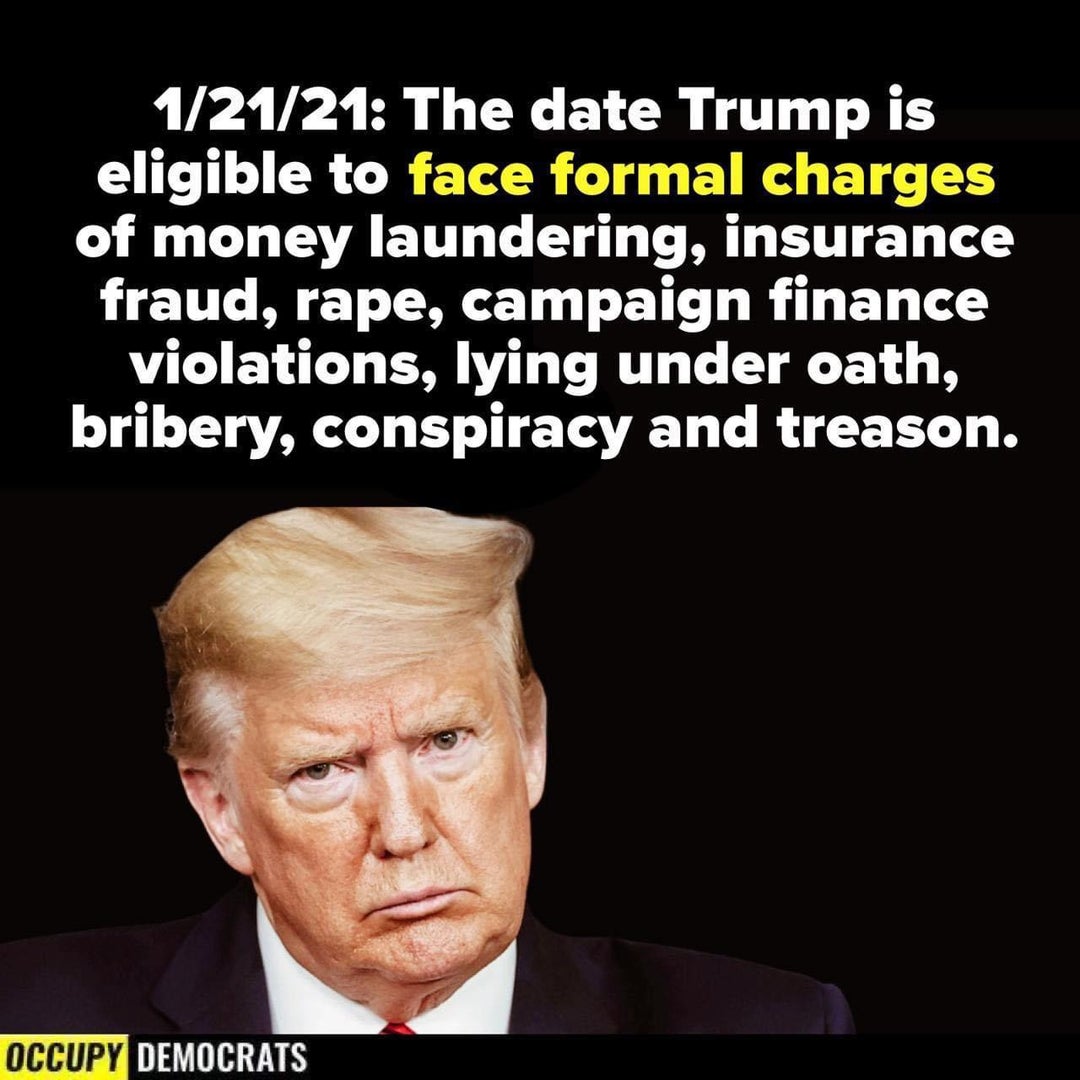 1/21/21: The date Trump is
eligible to face formal charges
of money laundering, insurance
fraud, rape, campaign finance
violations, lying under oath,
bribery, conspiracy and treason.
OCCUPY DEMOCRATS